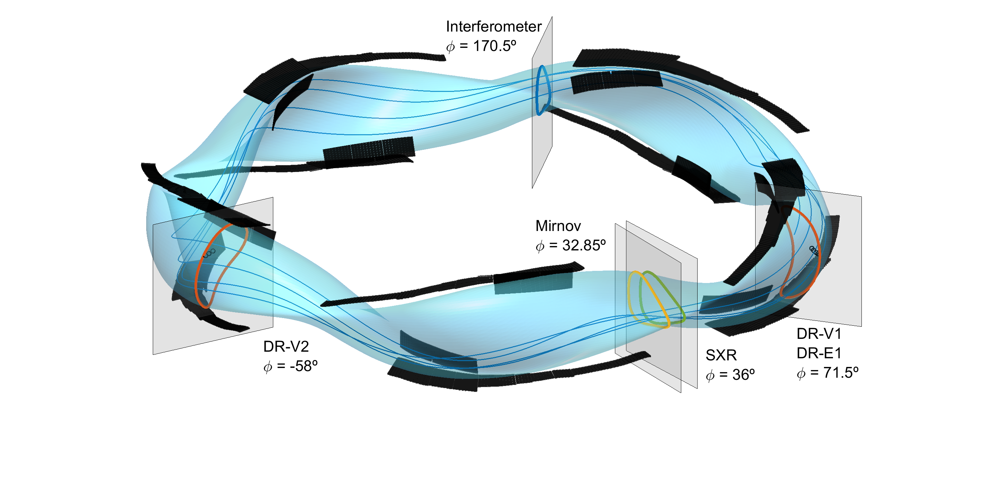 Interferometer
ϕ = 170.5º
Mirnov
ϕ = 32.85º
DR-V2
ϕ = -58º
SXR
ϕ = 36º
DR-V1
DR-E1
ϕ = 71.5º